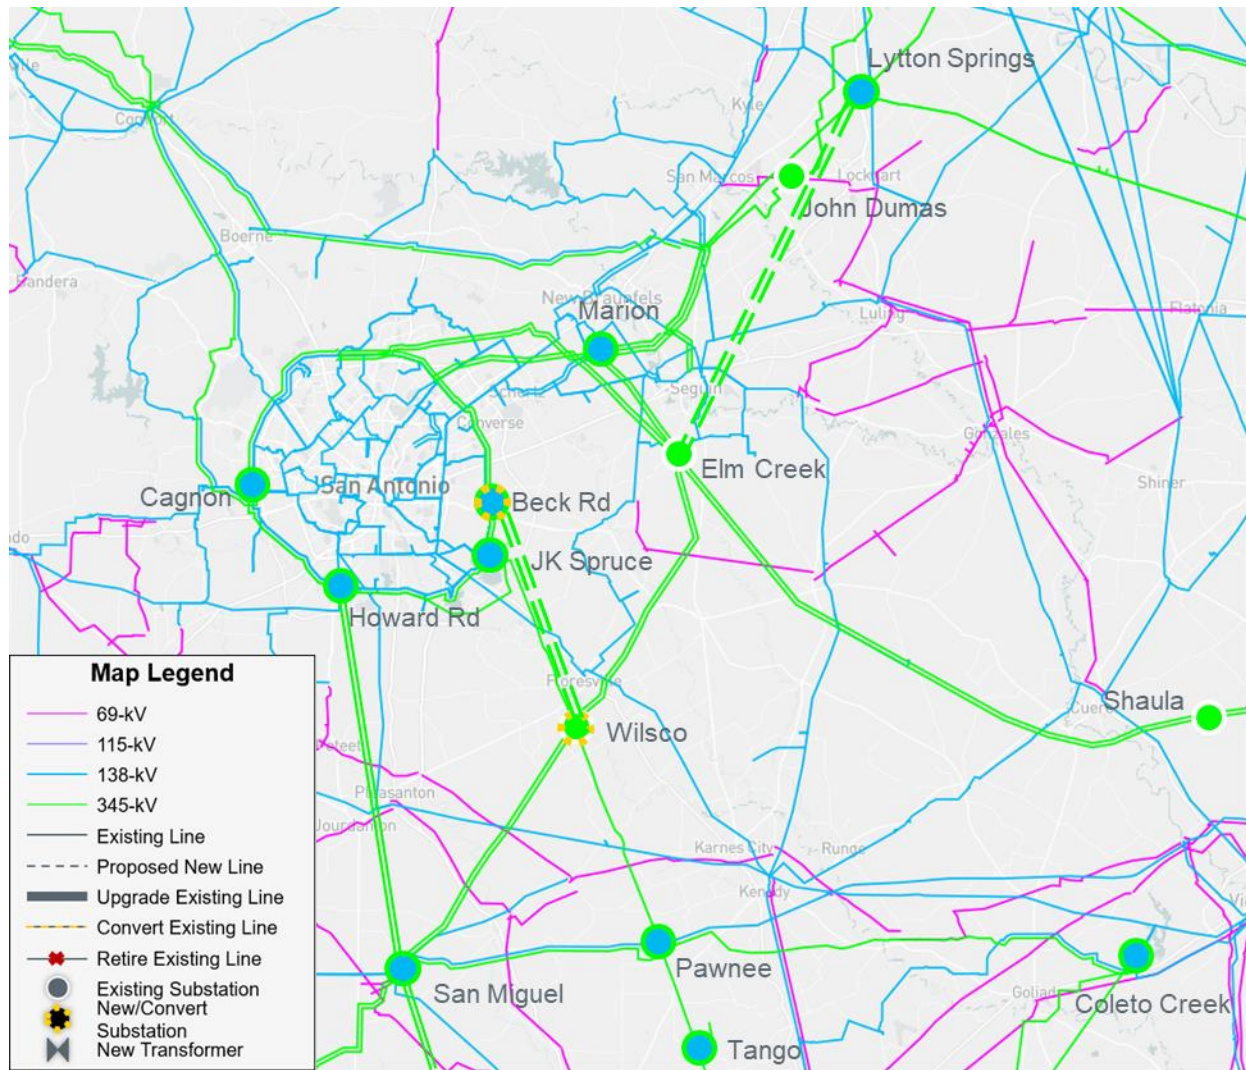 Lytton Springs
Kyle
Comfort
San Marcos
Lockhart
John Dumas
Boerne
Bandera
New Braunfels
Marion
Luling
Flatonia
Seguin
Schertz
Converse
Gonzales
Elm Creek
Cagnon
San Antonio
Shiner
Beck Rd
JK Spruce
Howard Rd
Floresville
Shaula
Cuero
Wilsco
Poteet
Pleasanton
Jourdanton
Karnes City
Runge
Kenedy
Pawnee
San Miguel
Goliad
Coleto Creek
Tango
Map Legend
69-kV
115-kV
138-kV
345-kV
Existing Line
Proposed New Line
Upgrade Existing Line
Convert Existing Line
Retire Existing Line
Existing Substation
New/Convert
Substation
New Transformer